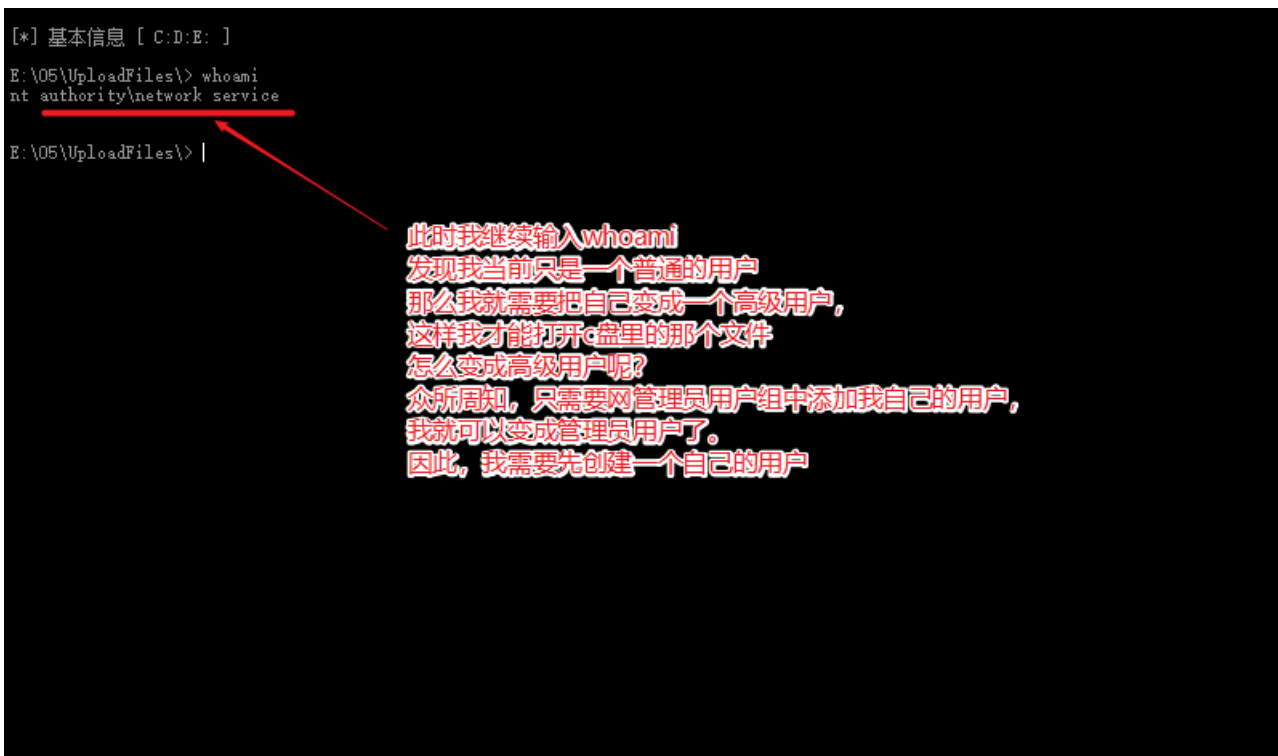 [*] 基本信息 [ C:D:E: ]
E:\O5\UploadFiles\> whoami
nt authority\network service
E:\O5\UploadFiles\>
此时我继续输入whoami
发现我当前只是一个普通的用户
那么我就需要把自己变成一个高级用户，
这样我才能打开c盘里的那个文件
怎么变成高级用户呢？
众所周知，只需要网管理员用户组中添加我自己的用户，
我就可以变成管理员用户了。
因此，我需要先创建一个自己的用户